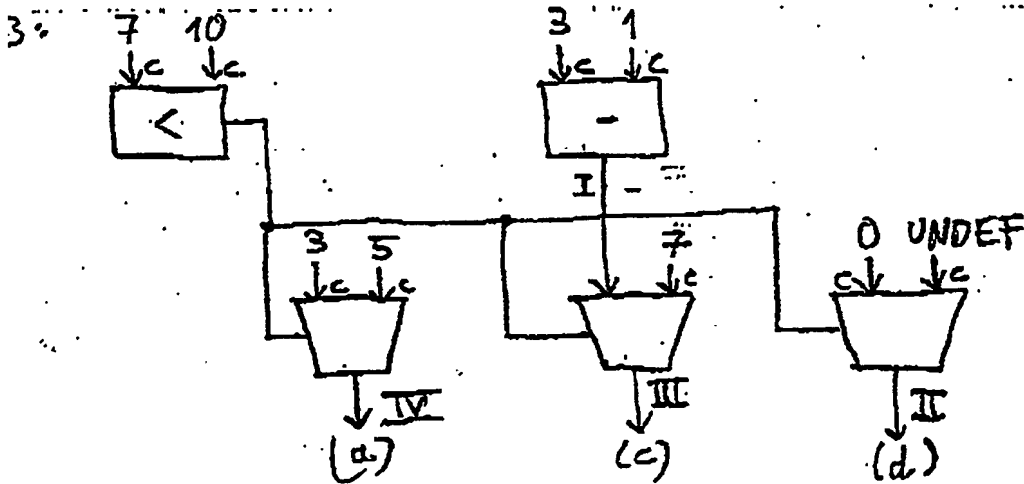 3:
7 10 3 1
c c c c
< -
I -
3 5 7 0 UNDEF
c c c c c
IV III II
(a) (c) (d)